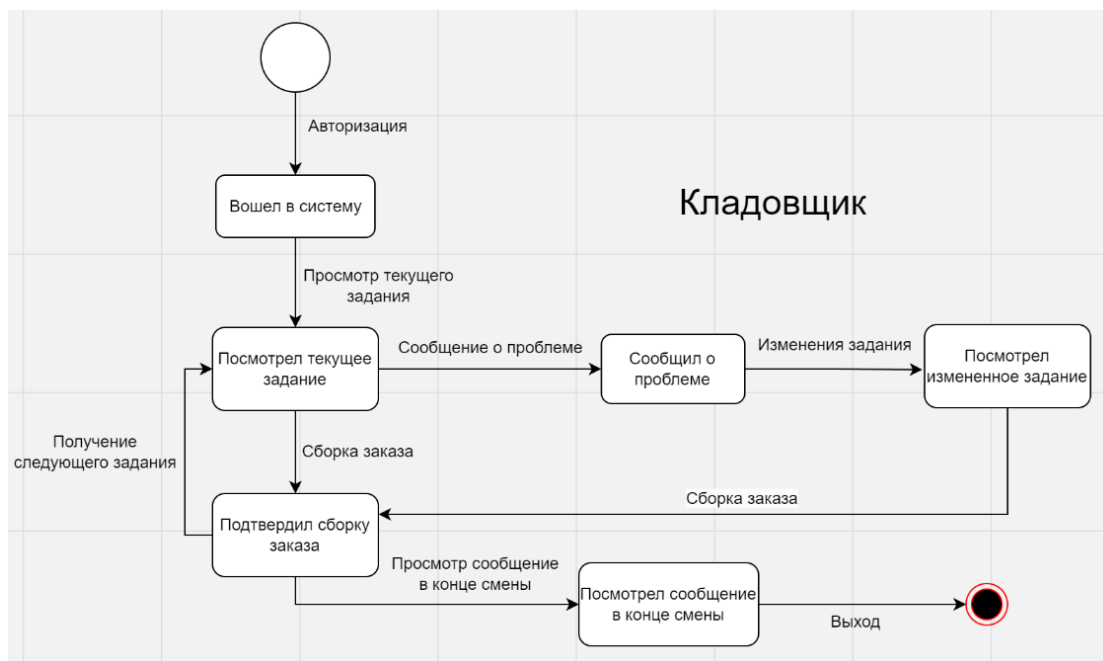 Авторизация
Вошел в систему
Кладовщик
Просмотр текущего
задания
Посмотрел текущее
задание
Сообщение о проблеме
Сообщил о
проблеме
Изменения задания
Посмотрел
измененное задание
Получение
следующего задания
Сборка заказа
Сборка заказа
Подтвердил сборку
заказа
Просмотр сообщение
в конце смены
Посмотрел сообщение
в конце смены
Выход